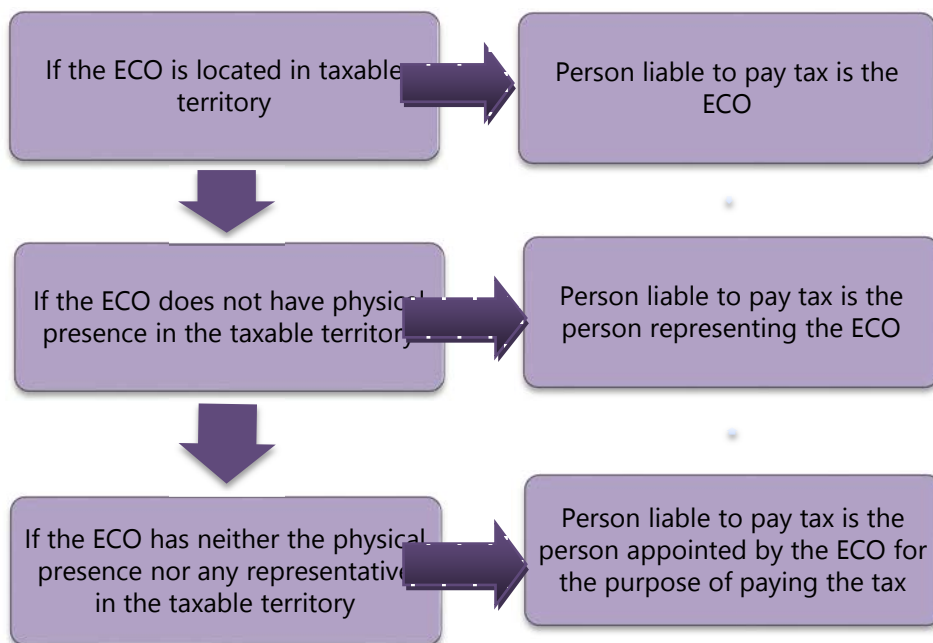 If the ECO is located in taxable
territory
Person liable to pay tax is the
ECO
If the ECO does not have physical
presence in the taxable territory
Person liable to pay tax is the
person representing the ECO
If the ECO has neither the physical
presence nor any representative
in the taxable territory
Person liable to pay tax is the
person appointed by the ECO for
the purpose of paying the tax